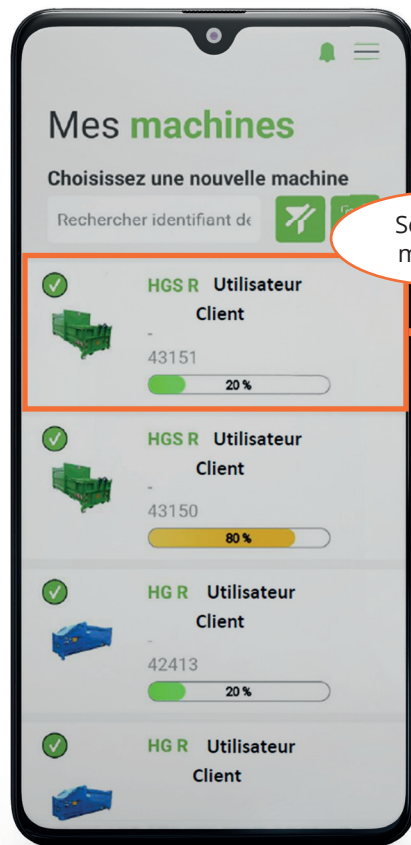 Mes machines
Choisissez une nouvelle machine
Rechercher identifiant de
HGS R Utilisateur
Client
-
43151
20 %
HGS R Utilisateur
Client
-
43150
80 %
HG R Utilisateur
Client
-
42413
20 %
HG R Utilisateur
Client